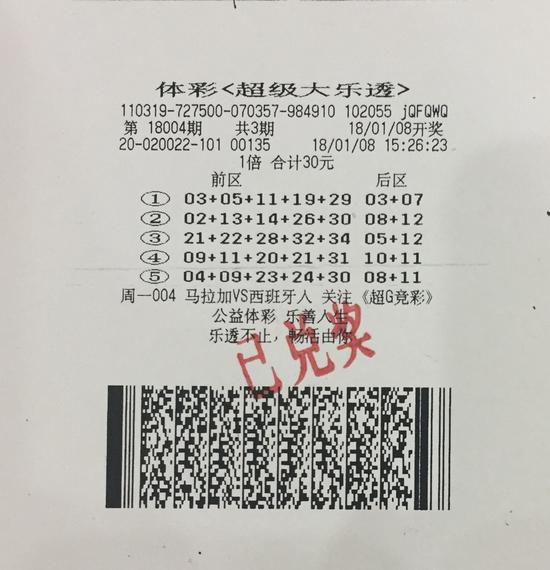 体彩<超级大乐透>
110319-727500-070357-984910 102055 jQFQWQ
第 18004期 共3期 18/01/08开奖
20-020022-101 00135 18/01/08 15:26:23
1倍 合计30元
前区 后区
① 03+05+11+19+29 03+07
② 02+13+14+26+30 08+12
③ 21+22+28+32+34 05+12
④ 09+11+20+21+31 10+11
⑤ 04+09+23+24+30 08+11
周一004 马拉加VS西班牙人 关注《超G竞彩》
公益体彩 乐善人生
乐透不止，畅活由你
已兑奖